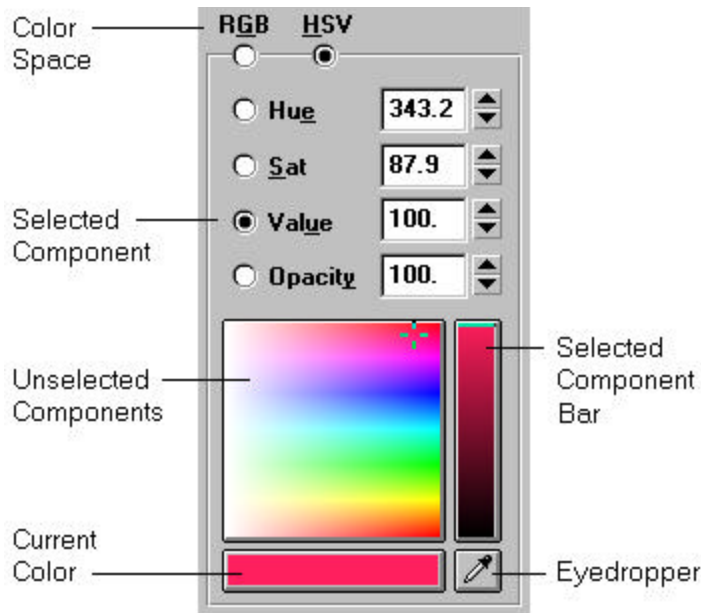 Color
Space
RGB HSV
Hue 343.2
Sat 87.9
Selected
Component
Value 100.
Opacity 100.
Unselected
Components
Selected
Component
Bar
Current
Color
Eyedropper